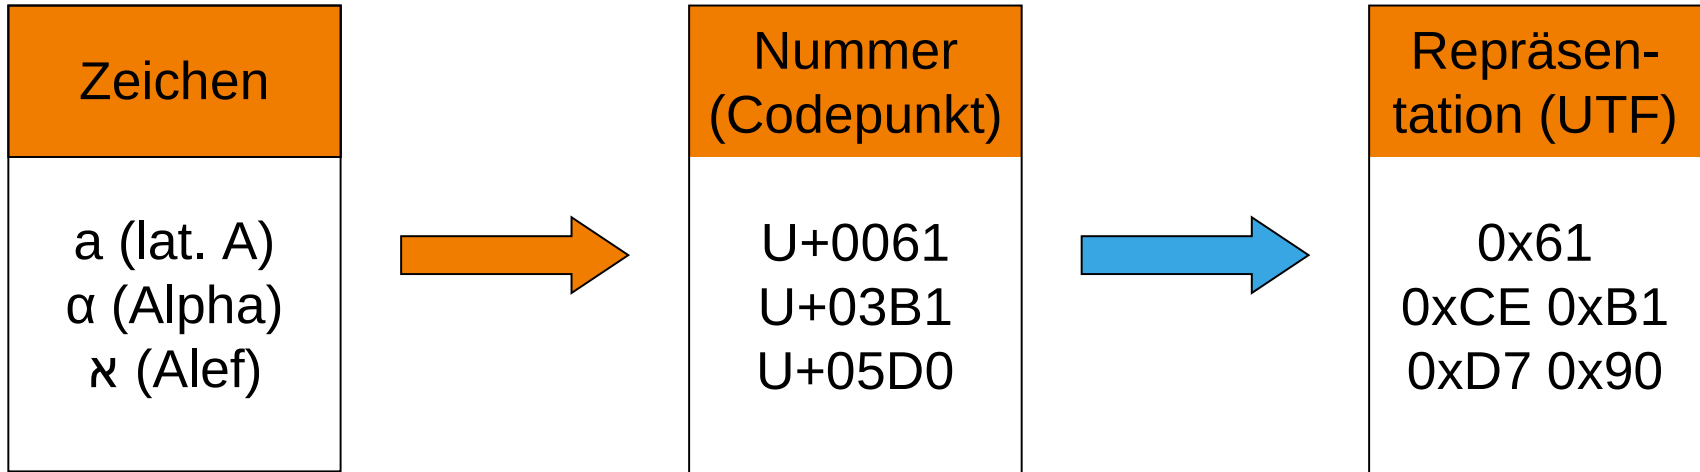 Zeichen
a (lat. A)
α (Alpha)
א (Alef)
Nummer
(Codepunkt)
U+0061
U+03B1
U+05D0
Repräsen-
tation (UTF)
0x61
0xCE 0xB1
0xD7 0x90